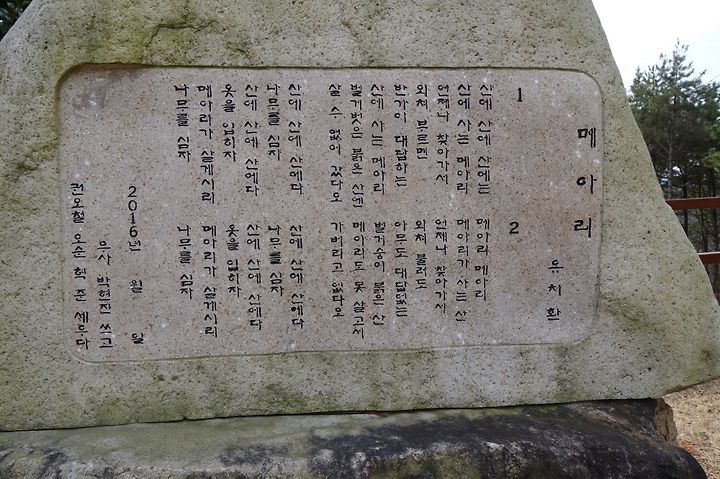 메아리
유치환
1
산에 산에 산에는
산에 사는 메아리
언제나 찾아가서
외쳐 부르면
반가이 대답하는
산에 사는 메아리
벌거벗은 붉은 산엔
살 수 없어 갔다오
산에 산에 산에다
나무를 심자
산에 산에 산에다
옷을 입히자
메아리가 살게시리
나무를 심자
2
메아리 메아리
메아리가 사는 산
언제나 찾아가서
외쳐 불러도
아무도 대답없는
벌거숭이 붉은 산
메아리도 못 살고서
가버리고 없다오
산에 산에 산에다
나무를 심자
산에 산에 산에다
옷을 입히자
메아리가 살게시리
나무를 심자
2016년 월 일
우사 박현진 쓰고
혁 준 세우다